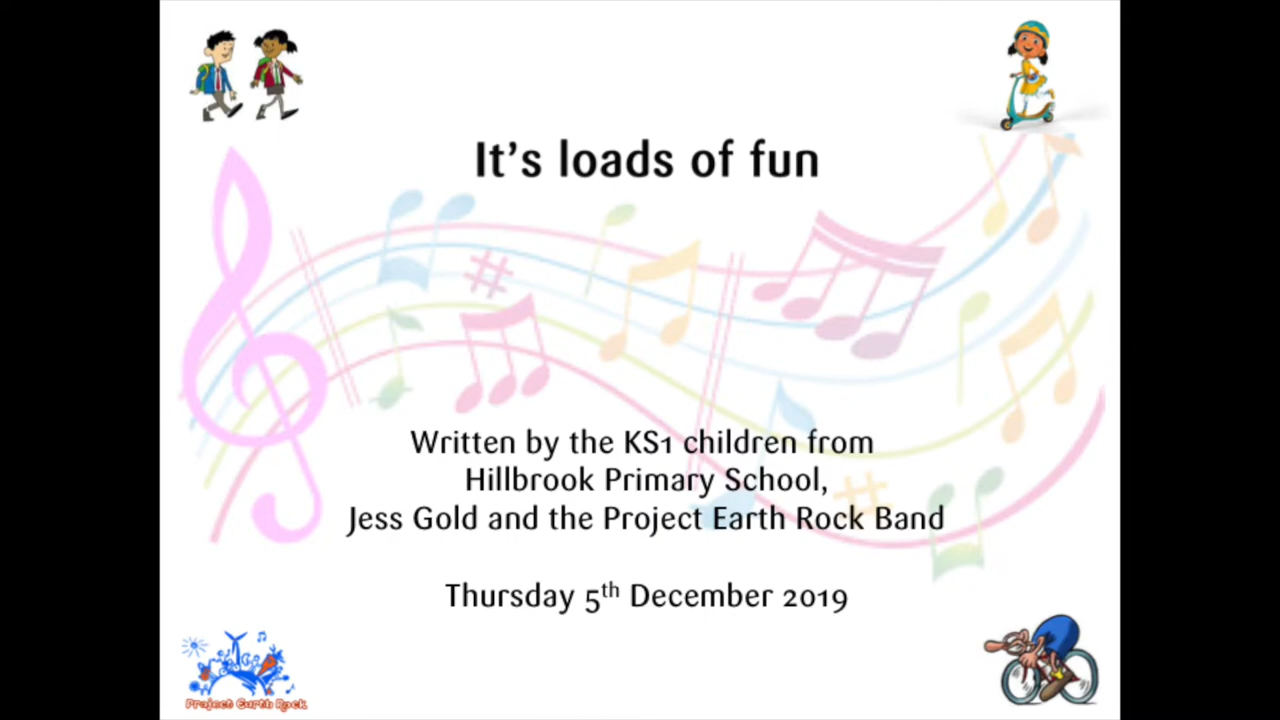 It's loads of fun
Written by the KS1 children from
Hillbrook Primary School,
Jess Gold and the Project Earth Rock Band
Thursday 5th December 2019
Project Earth Rock